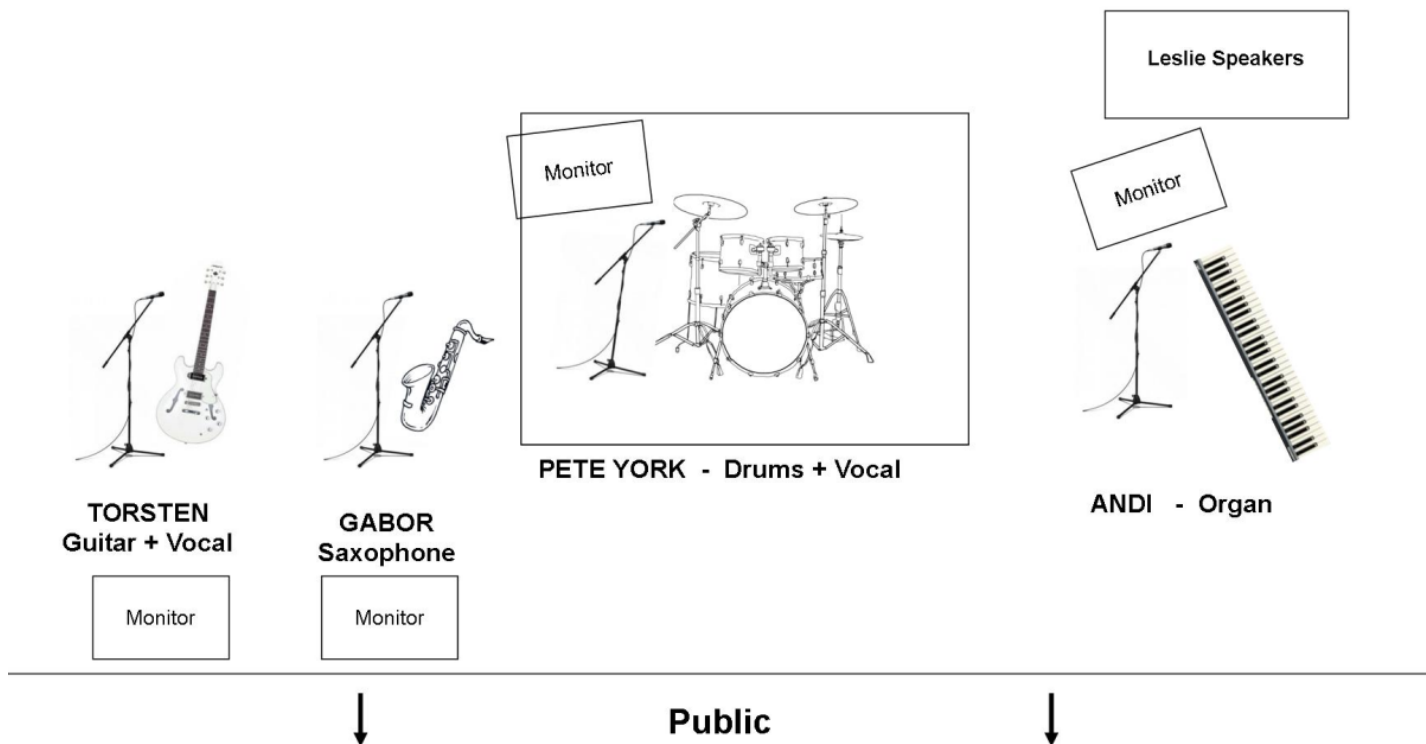 Leslie Speakers
Monitor
Monitor
PETE YORK - Drums + Vocal
ANDI - Organ
TORSTEN
Guitar + Vocal
GABOR
Saxophone
Monitor
Monitor
Public